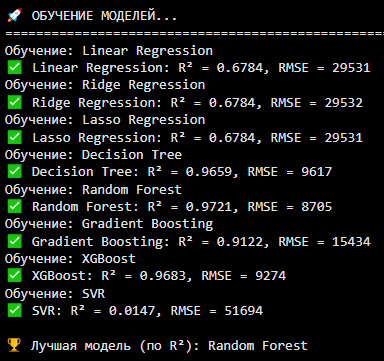 🚀 ОБУЧЕНИЕ МОДЕЛЕЙ...
==================================================
Обучение: Linear Regression
✅ Linear Regression: R² = 0.6784, RMSE = 29531
Обучение: Ridge Regression
✅ Ridge Regression: R² = 0.6784, RMSE = 29532
Обучение: Lasso Regression
✅ Lasso Regression: R² = 0.6784, RMSE = 29531
Обучение: Decision Tree
✅ Decision Tree: R² = 0.9659, RMSE = 9617
Обучение: Random Forest
✅ Random Forest: R² = 0.9721, RMSE = 8705
Обучение: Gradient Boosting
✅ Gradient Boosting: R² = 0.9122, RMSE = 15434
Обучение: XGBoost
✅ XGBoost: R² = 0.9683, RMSE = 9274
Обучение: SVR
✅ SVR: R² = 0.0147, RMSE = 51694
🏆 Лучшая модель (по R²): Random Forest